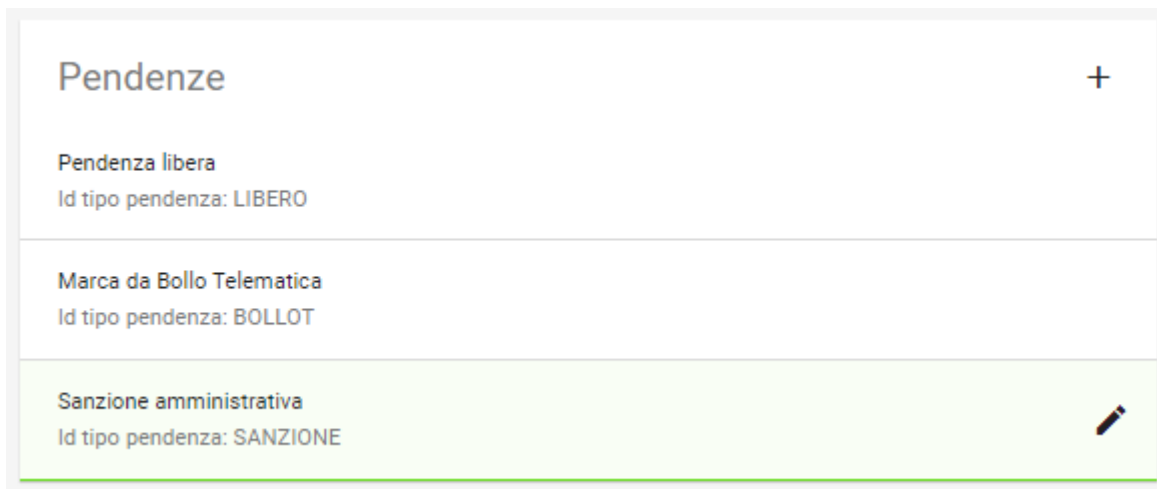 Pendenze
Pendenza libera
Id tipo pendenza: LIBERO
Marca da Bollo Telematica
Id tipo pendenza: BOLLOT
Sanzione amministrativa
Id tipo pendenza: SANZIONE